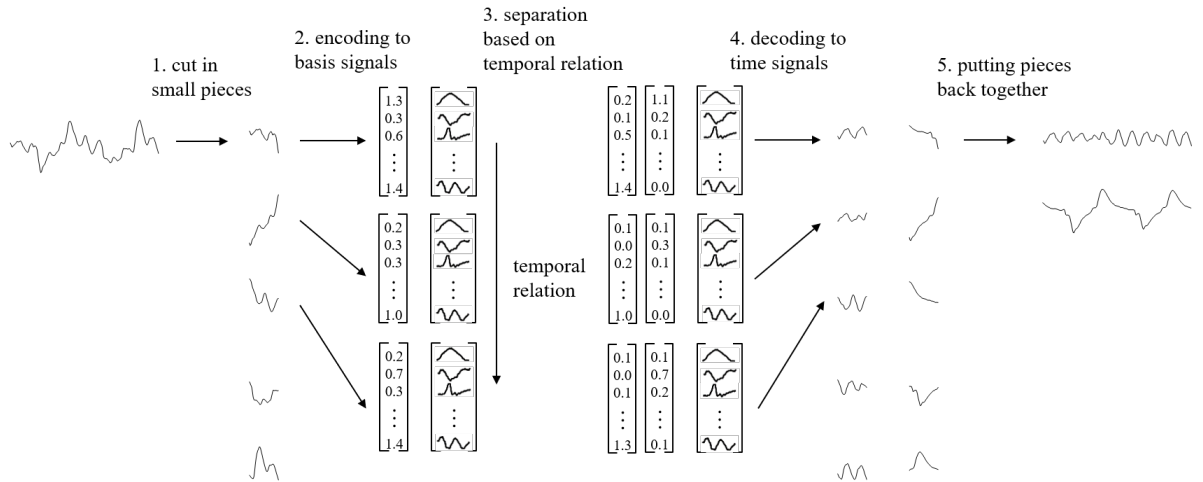 1. cut in
small pieces
2. encoding to
basis signals
3. separation
based on
temporal relation
4. decoding to
time signals
5. putting pieces
back together
1.3
0.3
0.6
1.4
0.2
0.3
0.3
1.0
0.2
0.7
0.3
1.4
temporal
relation
0.2 1.1
0.1 0.2
0.5 0.1
1.4 0.0
0.1 0.1
0.0 0.3
0.2 0.1
1.0 0.0
0.1 0.1
0.0 0.7
0.1 0.2
1.3 0.1